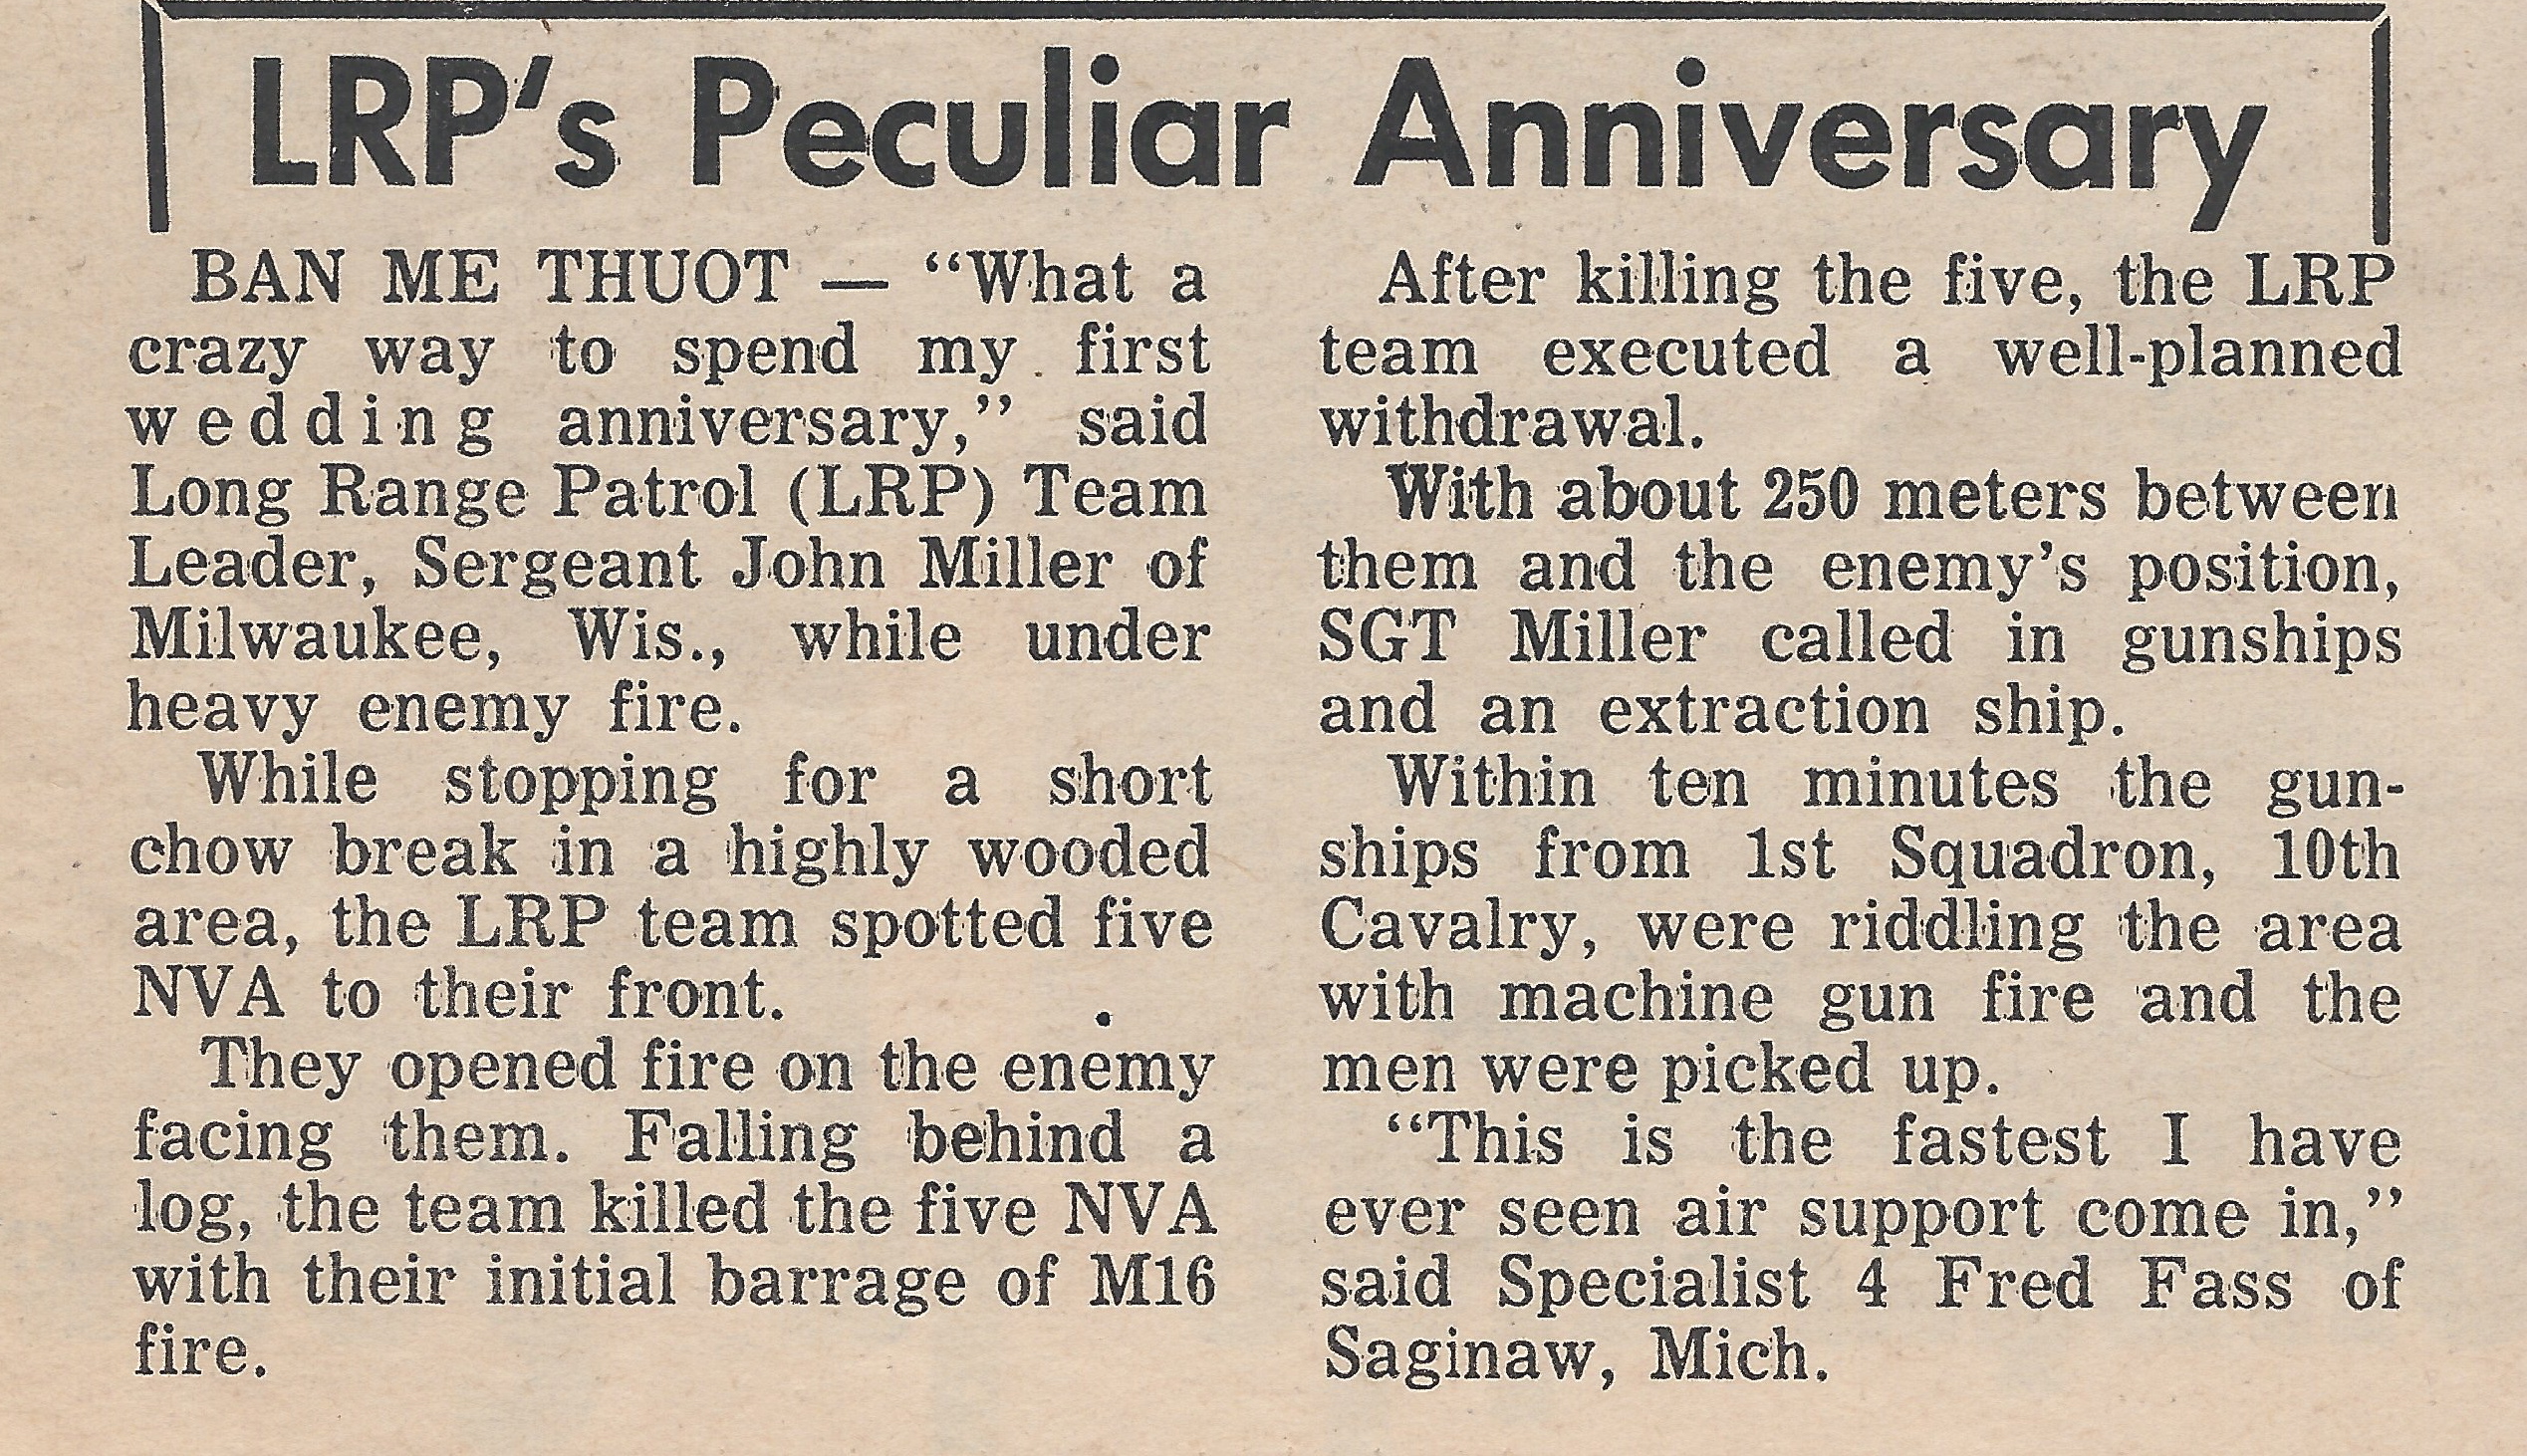 LRP's Peculiar Anniversary
BAN ME THUOT — “What a
crazy way to spend my first
wedding anniversary,” said
Long Range Patrol (LRP) Team
Leader, Sergeant John Miller of
Milwaukee, Wis., while under
heavy enemy fire.
While stopping for a short
chow break in a highly wooded
area, the LRP team spotted five
NVA to their front.
They opened fire on the enemy
facing them. Falling behind a
log, the team killed the five NVA
with their initial barrage of M16
fire.
After killing the five, the LRP
team executed a well-planned
withdrawal.
With about 250 meters between
them and the enemy's position,
SGT Miller called in gunships
and an extraction ship.
Within ten minutes the gun-
ships from 1st Squadron, 10th
Cavalry, were riddling the area
with machine gun fire and the
men were picked up.
“This is the fastest I have
ever seen air support come in,”
said Specialist 4 Fred Fass of
Saginaw, Mich.